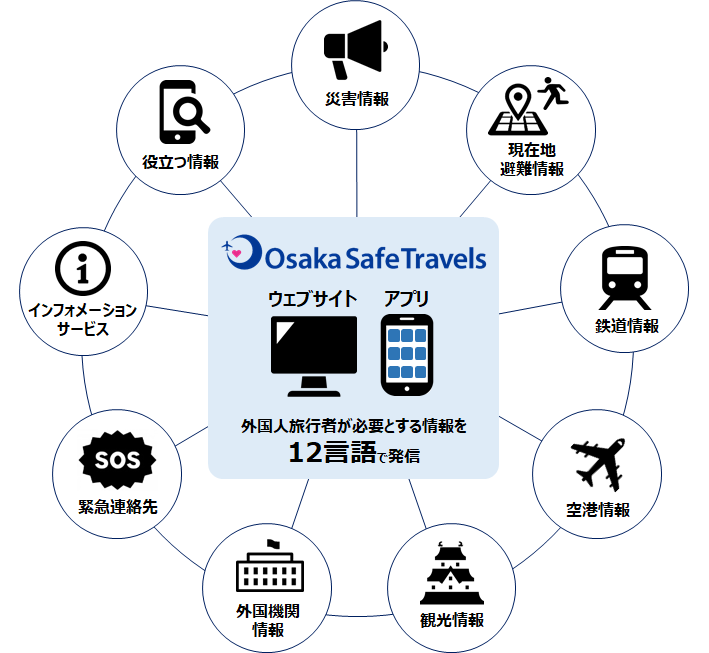 災害情報
現在地
避難情報
鉄道情報
空港情報
観光情報
外国機関
情報
SOS
緊急連絡先
インフォメーション
サービス
役立つ情報
Osaka Safe Travels
ウェブサイト
アプリ
外国人旅行者が必要とする情報を
12言語で発信